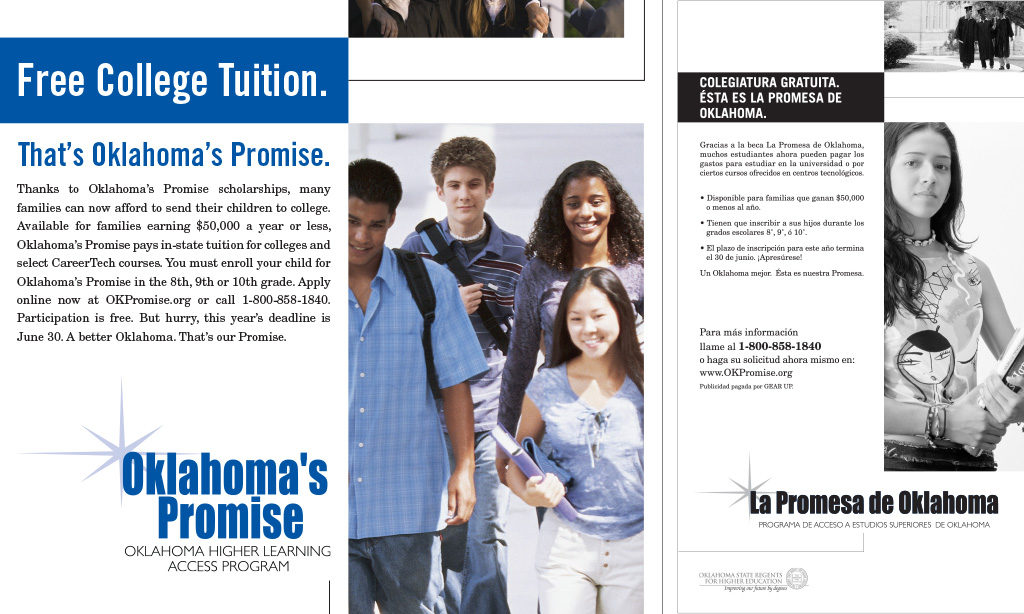 Free College Tuition.
That's Oklahoma's Promise.
Thanks to Oklahoma's Promise scholarships, many
families can now afford to send their children to college.
Available for families earning $50,000 a year or less,
Oklahoma's Promise pays in-state tuition for colleges and
select CareerTech courses. You must enroll your child for
Oklahoma's Promise in the 8th, 9th or 10th grade. Apply
online now at OKPromise.org or call 1-800-858-1840.
Participation is free. But hurry, this year's deadline is
June 30. A better Oklahoma. That's our Promise.
Oklahoma's
Promise
OKLAHOMA HIGHER LEARNING
ACCESS PROGRAM
COLEGIATURA GRATUITA.
ÉSTA ES LA PROMESA DE
OKLAHOMA.
Gracias a la beca La Promesa de Oklahoma,
muchos estudiantes ahora pueden pagar los
gastos para estudiar en la universidad o por
ciertos cursos ofrecidos en centros tecnológicos.
• Disponible para familias que ganan $50,000
o menos al año.
• Tienen que inscribir a sus hijos durante los
grados escolares 8˚, 9˚, ó 10˚.
• El plazo de inscripción para este año termina
el 30 de junio. ¡Apresúrese!
Un Oklahoma mejor. Ésta es nuestra Promesa.
Para más información
llame al 1-800-858-1840
o haga su solicitud ahora mismo en:
www.OKPromise.org
Publicidad pagada por GEAR UP.
La Promesa de Oklahoma
PROGRAMA DE ACCESO A ESTUDIOS SUPERIORES DE OKLAHOMA
OKLAHOMA STATE REGENTS
FOR HIGHER EDUCATION
Improving our future by degrees